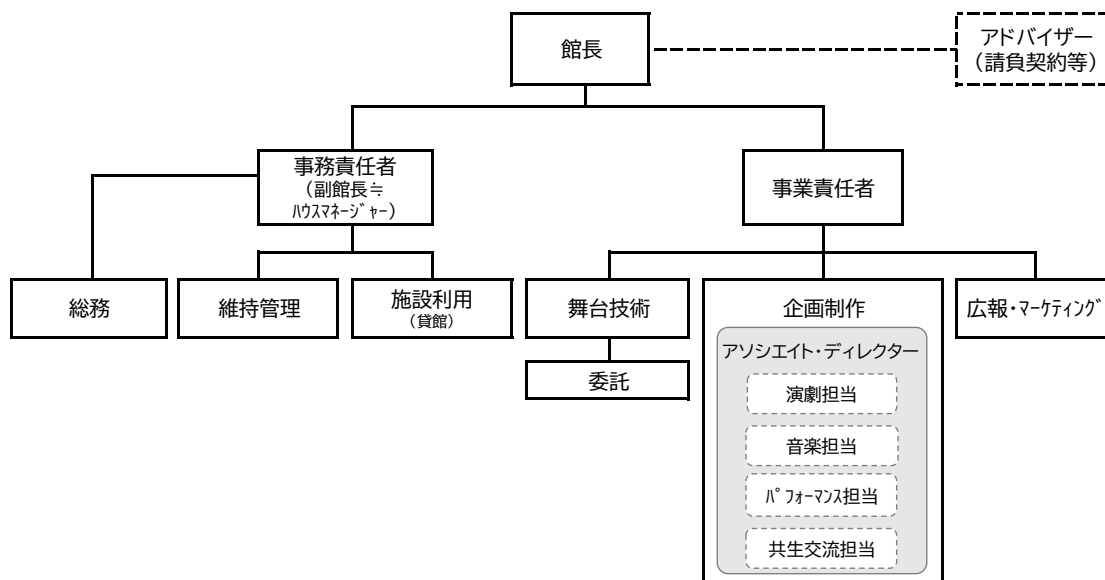 館長
アドバイザー
（請負契約等）
事務責任者
（副館長≒
ﾊｳｽﾏﾈｰｼﾞｬｰ）
事業責任者
総務
維持管理
施設利用
（貸館）
舞台技術
企画制作
広報・マーケティング
委託
アソシエイト・ディレクター
演劇担当
音楽担当
ﾊﾟﾌｫｰﾏﾝｽ担当
共生交流担当